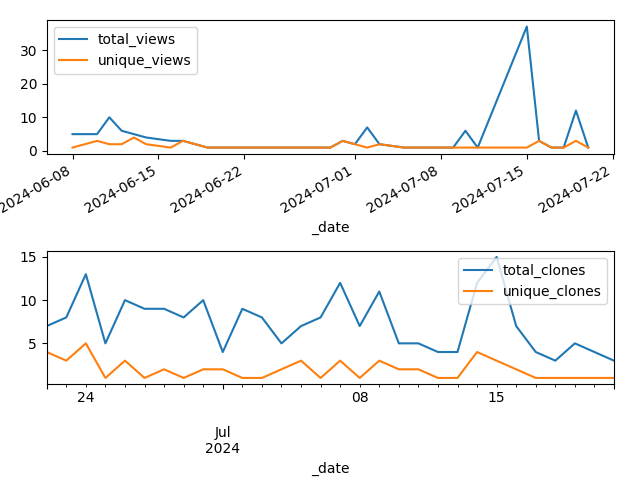 total_views
unique_views
30
20
10
0
2024-06-08
2024-06-15
2024-06-22
2024-07-01
2024-07-08
2024-07-15
2024-07-22
_date
total_clones
unique_clones
15
10
5
24
08
15
Jul
2024
_date